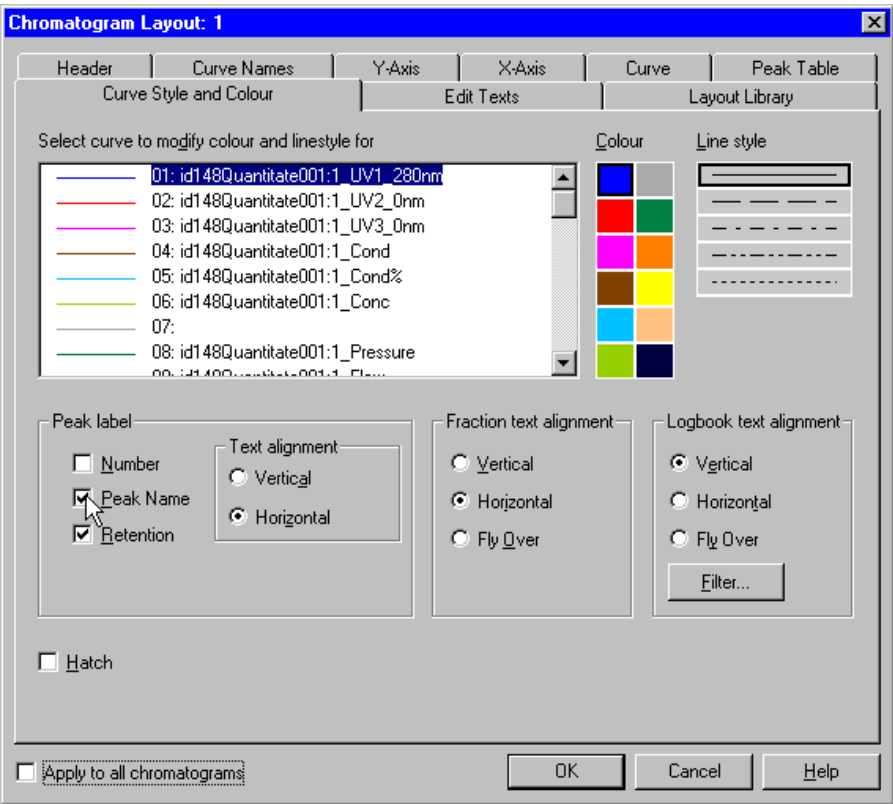 Chromatogram Layout: 1
Header Curve Names Y-Axis X-Axis Curve Peak Table
Curve Style and Colour Edit Texts Layout Library
Select curve to modify colour and linestyle for Colour Line style
01: id148Quantitate001:1_UV1_280nm
02: id148Quantitate001:1_UV2_0nm
03: id148Quantitate001:1_UV3_0nm
04: id148Quantitate001:1_Cond
05: id148Quantitate001:1_Cond%
06: id148Quantitate001:1_Conc
07:
08: id148Quantitate001:1_Pressure
Peak label
Number
Peak Name
Retention
Text alignment
Vertical
Horizontal
Fraction text alignment
Vertical
Horizontal
Fly Over
Logbook text alignment
Vertical
Horizontal
Fly Over
Filter...
Hatch
Apply to all chromatograms OK Cancel Help